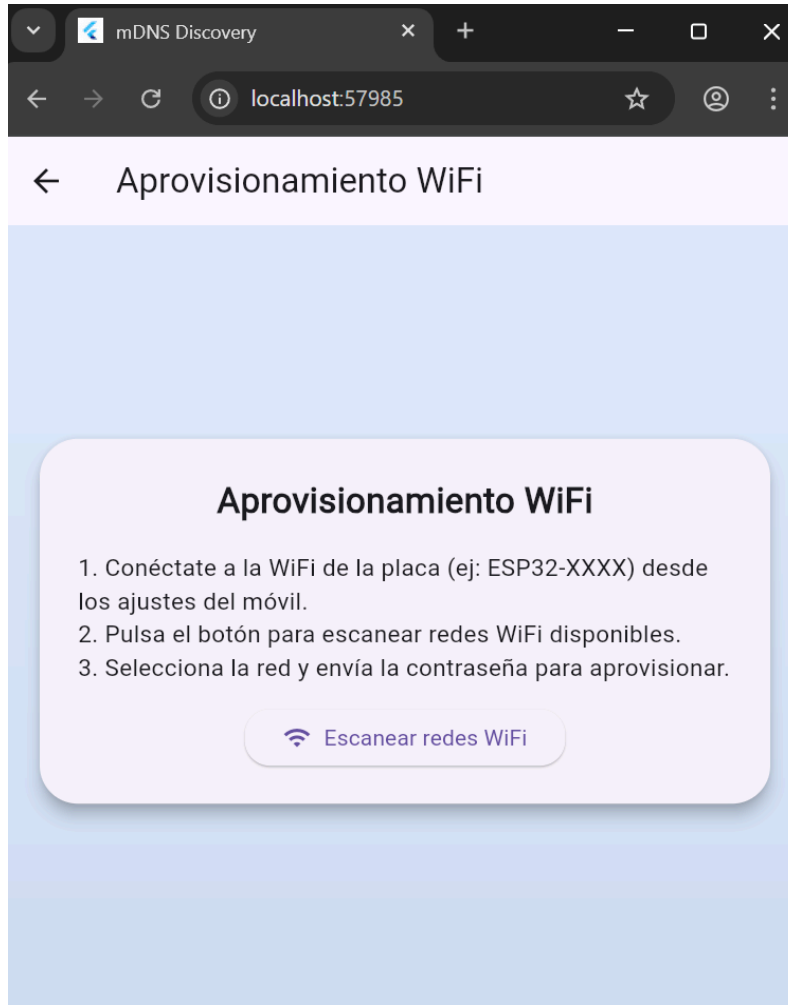 mDNS Discovery
localhost:57985
Aprovisionamiento WiFi
Aprovisionamiento WiFi
1. Conéctate a la WiFi de la placa (ej: ESP32-XXXX) desde
los ajustes del móvil.
2. Pulsa el botón para escanear redes WiFi disponibles.
3. Selecciona la red y envía la contraseña para aprovisionar.
Escanear redes WiFi